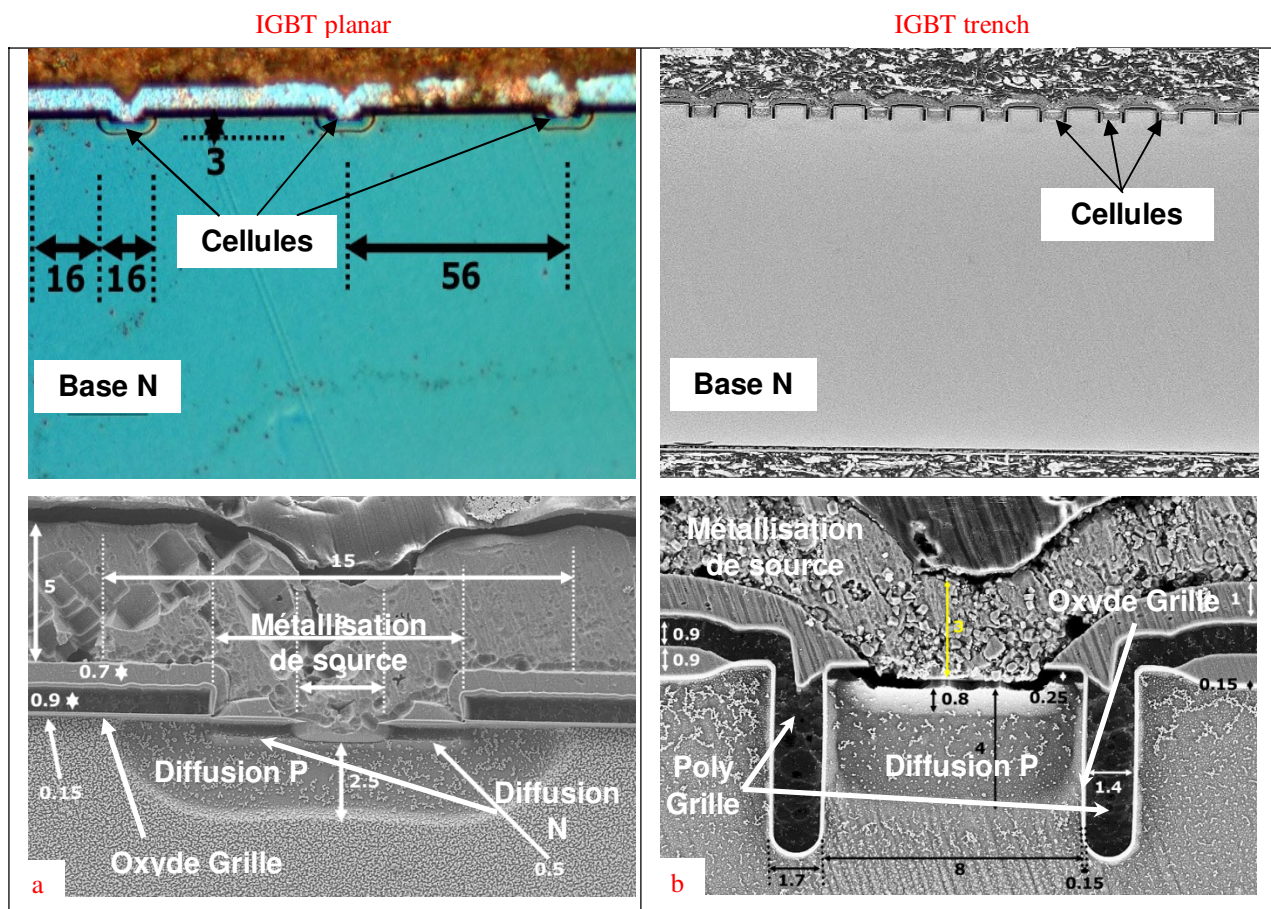 IGBT planar
IGBT trench
3
Cellules
16
16
56
Base N
Cellules
Base N
5
15
Métallisation
de source
3
0.7
0.9
Diffusion P
2.5
Diffusion
N
0.15
Oxyde Grille
0.5
a
Métallisation
de source
Oxyde Grille
1
3
0.9
0.9
0.8
0.25
0.15
4
Poly
Grille
Diffusion P
1.4
8
1.7
0.15
b